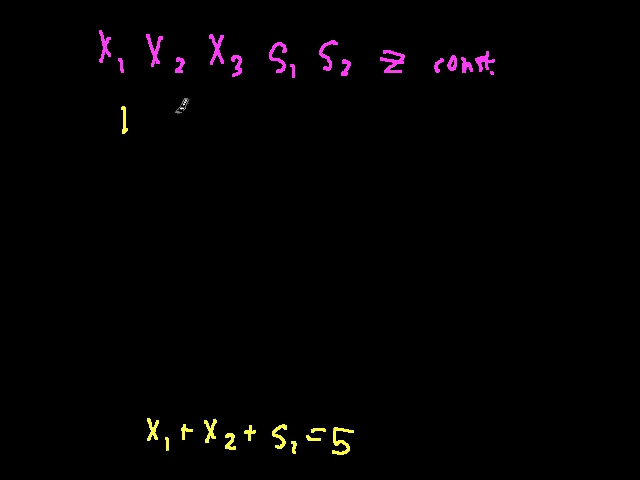 X₁ X₂ X₃ S₁ S₂ Z const.
1
X₁ + X₂ + S₁ = 5